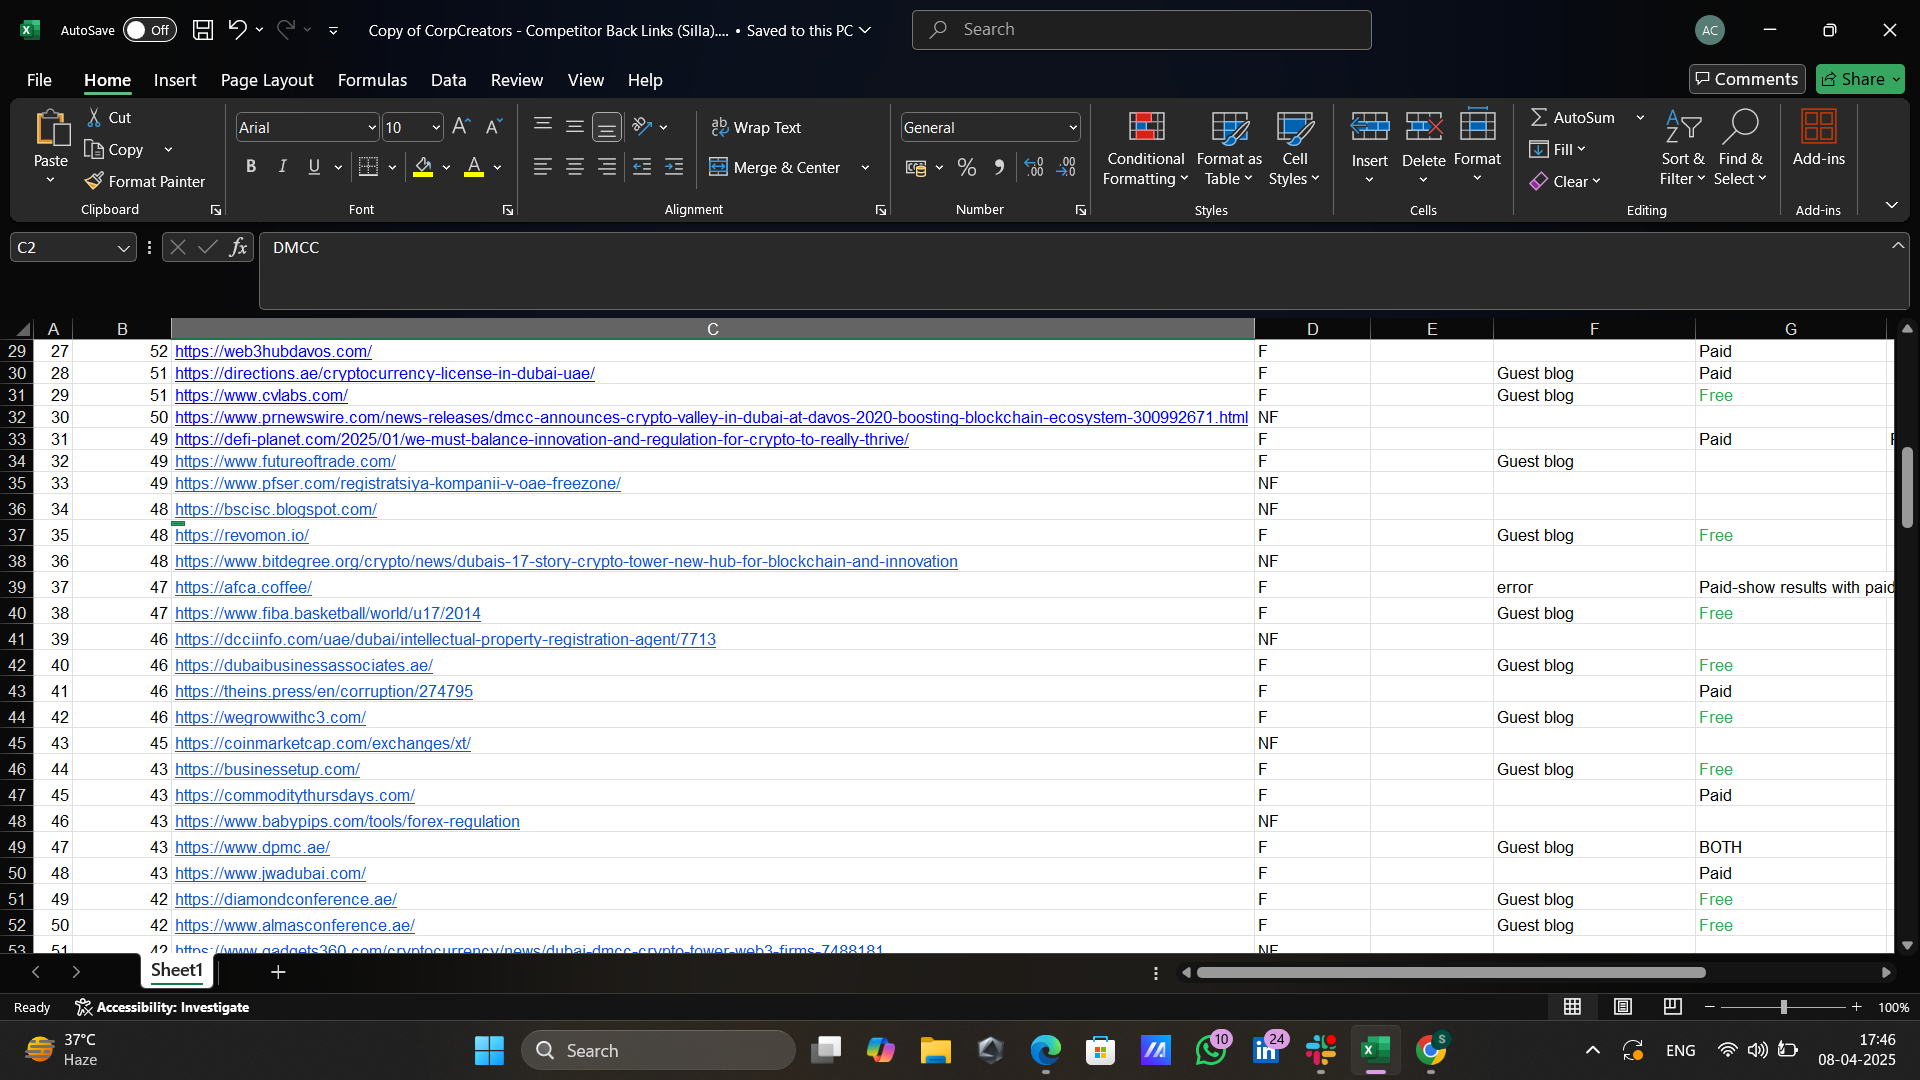 AutoSave Off Copy of CorpCreators - Competitor Back Links (Silla).... • Saved to this PC Search AC
File Home Insert Page Layout Formulas Data Review View Help Comments Share
Paste Cut Copy Format Painter Clipboard
Arial 10 B I U A Font
ab Wrap Text Merge & Center Alignment
General % Number
Conditional Formatting Format as Table Cell Styles Styles
Insert Delete Format Cells
AutoSum Fill Clear Sort & Filter Find & Select Editing
Add-ins Add-ins
C2 fx DMCC
A B C D E F G
29 27 52 https://web3hubdavos.com/ F Paid
30 28 51 https://directions.ae/cryptocurrency-license-in-dubai-uae/ F Guest blog Paid
31 29 51 https://www.cvlabs.com/ F Guest blog Free
32 30 50 https://www.prnewswire.com/news-releases/dmcc-announces-crypto-valley-in-dubai-at-davos-2020-boosting-blockchain-ecosystem-300992671.html NF
33 31 49 https://defi-planet.com/2025/01/we-must-balance-innovation-and-regulation-for-crypto-to-really-thrive/ F Paid
34 32 49 https://www.futureoftrade.com/ F Guest blog
35 33 49 https://www.pfser.com/registratsiya-kompanii-v-oae-freezone/ NF
36 34 48 https://bscisc.blogspot.com/ NF
37 35 48 https://revomon.io/ F Guest blog Free
38 36 48 https://www.bitdegree.org/crypto/news/dubais-17-story-crypto-tower-new-hub-for-blockchain-and-innovation NF
39 37 47 https://afca.coffee/ F error Paid-show results with paid
40 38 47 https://www.fiba.basketball/world/u17/2014 F Guest blog Free
41 39 46 https://dcciinfo.com/uae/dubai/intellectual-property-registration-agent/7713 NF
42 40 46 https://dubaibusinessassociates.ae/ F Guest blog Free
43 41 46 https://theins.press/en/corruption/274795 F Paid
44 42 46 https://wegrowwithc3.com/ F Guest blog Free
45 43 45 https://coinmarketcap.com/exchanges/xt/ NF
46 44 43 https://businessetup.com/ F Guest blog Free
47 45 43 https://commoditythursdays.com/ F Paid
48 46 43 https://www.babypips.com/tools/forex-regulation NF
49 47 43 https://www.dpmc.ae/ F Guest blog BOTH
50 48 43 https://www.jwadubai.com/ F Paid
51 49 42 https://diamondconference.ae/ F Guest blog Free
52 50 42 https://www.almasconference.ae/ F Guest blog Free
53 51 42 https://www.gadgets360.com/cryptocurrency/news/dubai-dmcc-crypto-tower-web3-firms-7488181 NF
Sheet1
Ready Accessibility: Investigate 100%
37°C Haze Search 10 24 S ENG 17:46 08-04-2025